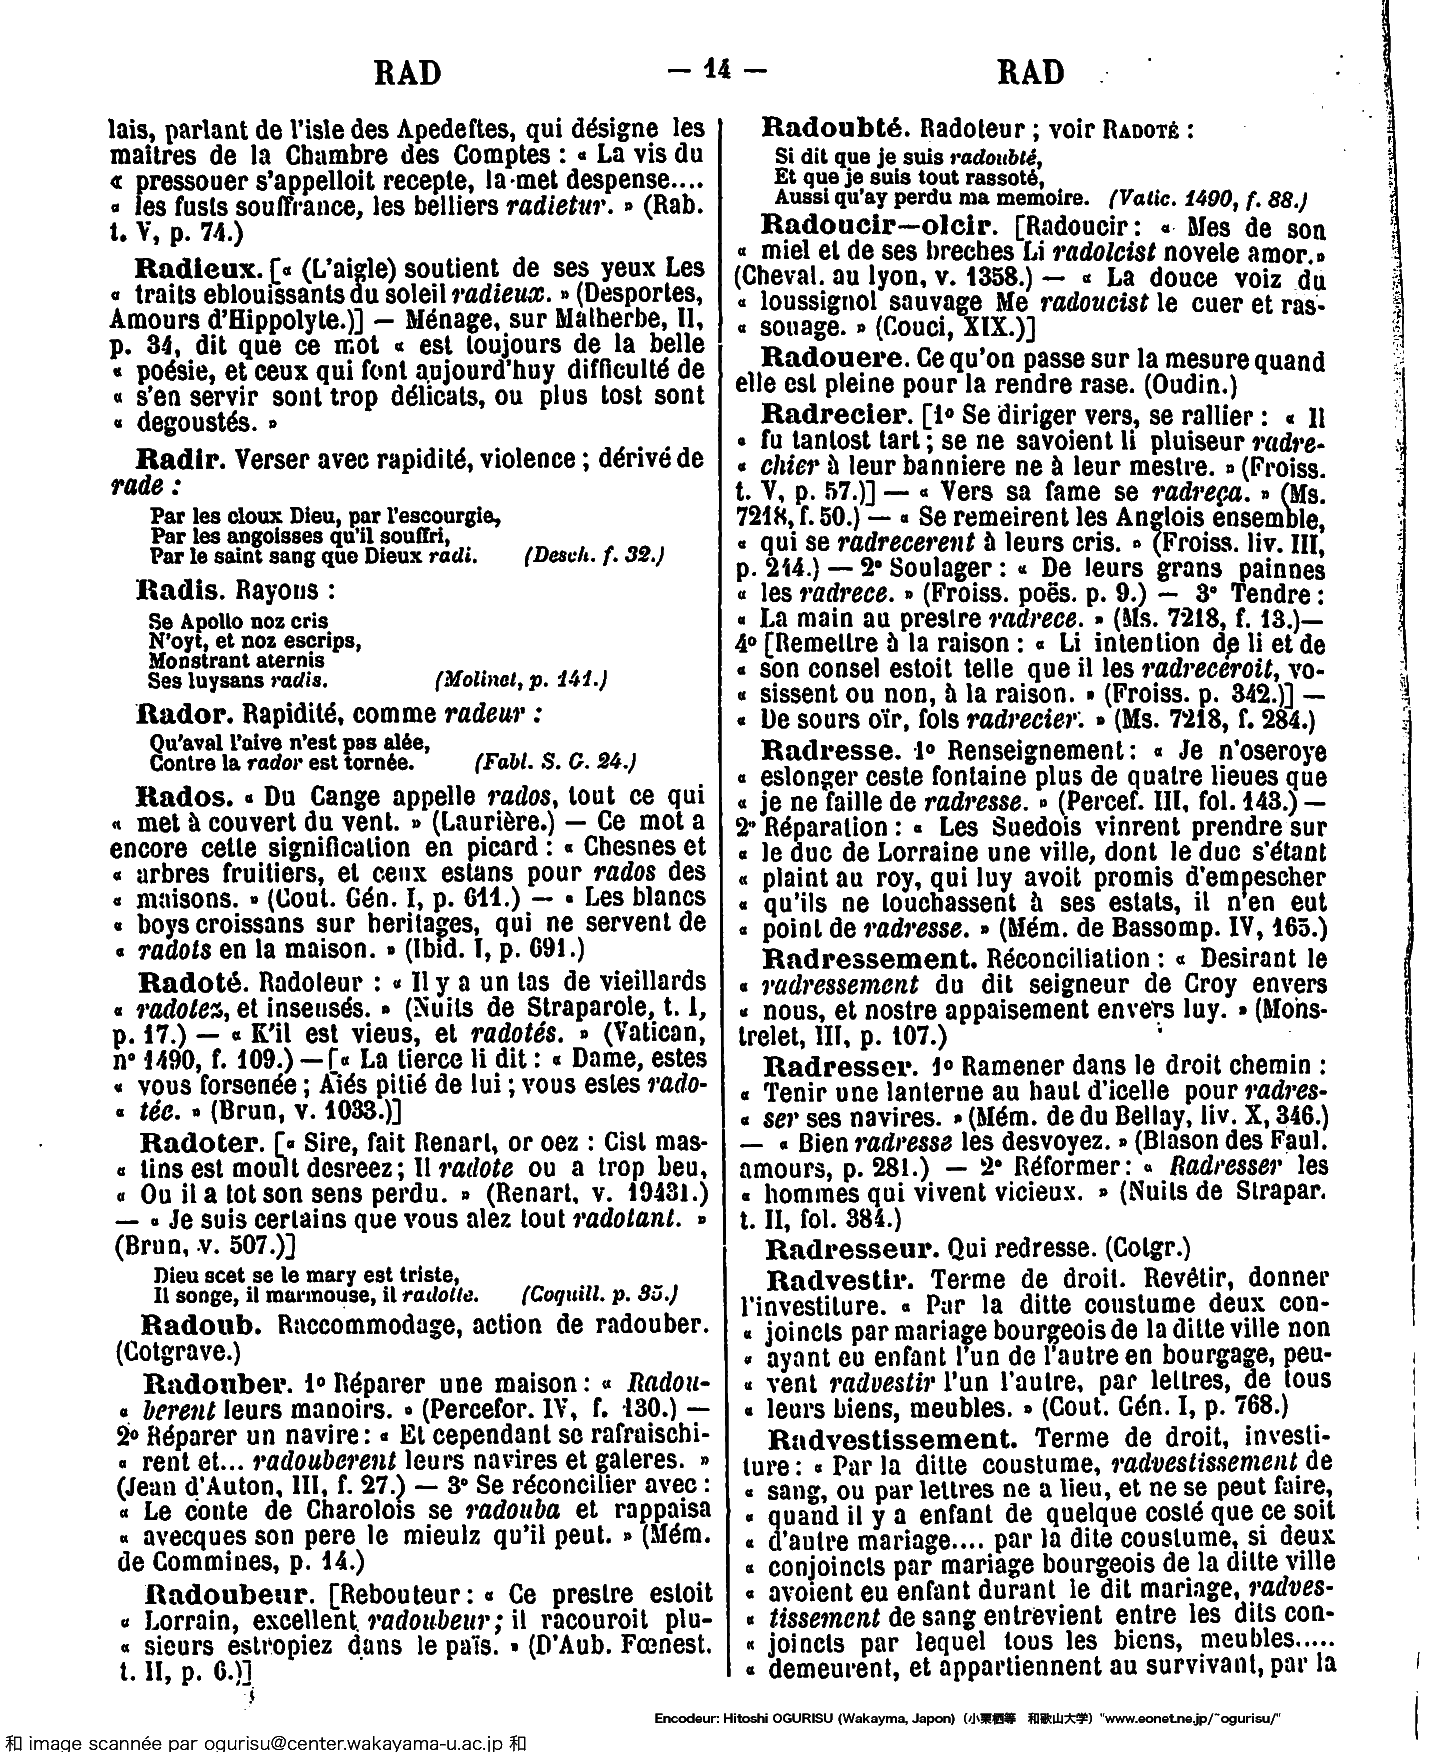 RAD — 14 — RAD
lais, parlant de l'isle des Apedeftes, qui désigne les
maîtres de la Chambre des Comptes : « La vis du
« pressouer s'appelloit recepte, la met despense....
« les fusts souffrance, les belliers radietur. » (Rab.
t. V, p. 74.)
Radieux. [« (L'aigle) soutient de ses yeux Les
« traits eblouissants du soleil radieux. » (Desportes,
Amours d'Hippolyte.)] — Ménage, sur Malherbe, II,
p. 34, dit que ce mot « est toujours de la belle
« poésie, et ceux qui font aujourd'huy difficulté de
« s'en servir sont trop délicats, ou plus tost sont
« degoustés. »
Radir. Verser avec rapidité, violence ; dérivé de
rade :
Par les cloux Dieu, par l'escourgie,
Par les angoisses qu'il souffri,
Par le saint sang que Dieux radi. (Desch. f. 32.)
Radis. Rayons :
Se Apollo noz cris
N'oyt, et noz escrips,
Monstrant aternis
Ses luysans radis. (Molinet, p. 141.)
Rador. Rapidité, comme radeur :
Qu'aval l'aive n'est pas alée,
Contre la rador est tornée. (Fabl. S. G. 24.)
Rados. « Du Cange appelle rados, tout ce qui
« met à couvert du vent. » (Laurière.) — Ce mot a
encore cette signification en picard : « Chesnes et
« arbres fruitiers, et ceux estans pour rados des
« maisons. » (Cout. Gén. I, p. 611.) — « Les blancs
« boys croissans sur heritages, qui ne servent de
« radots en la maison. » (Ibid. I, p. 691.)
Radoté. Radoteur : « Il y a un tas de vieillards
« radotez, et insensés. » (Nuits de Straparole, t. I,
p. 17.) — « K'il est vieus, et radotés. » (Vatican,
n° 1490, f. 109.) — [« La tierce li dit : « Dame, estes
« vous forsenée ; Aiés pitié de lui ; vous estes rado-
« tée. » (Brun, v. 1033.)]
Radoter. [« Sire, fait Renart, or oez : Cist mas-
« tins est moult desreez ; Il radote ou a trop beu,
« Ou il a tot son sens perdu. » (Renart, v. 19431.)
— « Je suis certains que vous alez tout radotant. »
(Brun, v. 507.)]
Dieu scet se le mary est triste,
Il songe, il marmouse, il radotte. (Coquill. p. 35.)
Radoub. Raccommodage, action de radouber.
(Cotgrave.)
Radouber. 1° Réparer une maison : « Radou-
« berent leurs manoirs. » (Percefor. IV, f. 130.) —
2° Réparer un navire : « Et cependant se rafraischi-
« rent et... radouberent leurs navires et galeres. »
(Jean d'Auton, III, f. 27.) — 3° Se réconcilier avec :
« Le conte de Charolois se radouba et rappaisa
« avecques son pere le mieulz qu'il peut. » (Mém.
de Commines, p. 14.)
Radoubeur. [Rebouteur : « Ce prestre estoit
« Lorrain, excellent radoubeur ; il racouroit plu-
« sieurs estropiez dans le païs. » (D'Aub. Fœnest.
t. II, p. 6.)]
Radoubté. Radoteur ; voir RADOTÉ :
Si dit que je suis radoubté,
Et que je suis tout rassoté,
Aussi qu'ay perdu ma memoire. (Vatic. 1490, f. 88.)
Radoucir—olcir. [Radoucir : « Mes de son
« miel et de ses breches Li radolcist novele amor.»
(Cheval. au lyon, v. 1358.) — « La douce voiz du
« loussignol sauvage Me radoucist le cuer et ras-
« souage. » (Couci, XIX.)]
Radouere. Ce qu'on passe sur la mesure quand
elle est pleine pour la rendre rase. (Oudin.)
Radrecier. [1° Se diriger vers, se rallier : « Il
« fu tantost tart ; se ne savoient li pluiseur radre-
« chier à leur banniere ne à leur mestre. » (Froiss.
t. V, p. 57.)] — « Vers sa fame se radreça. » (Ms.
7218, f. 50.) — « Se remeirent les Anglois ensemble,
« qui se radrecerent à leurs cris. » (Froiss. liv. III,
p. 214.) — 2° Soulager : « De leurs grans painnes
« les radrece. » (Froiss. poës. p. 9.) — 3° Tendre :
« La main au prestre radrece. » (Ms. 7218, f. 13.)—
4° [Remettre à la raison : « Li intention de li et de
« son consel estoit telle que il les radreceroit, vo-
« sissent ou non, à la raison. » (Froiss. p. 342.)] —
« De sours oïr, fols radrecier. » (Ms. 7218, f. 284.)
Radresse. 1° Renseignement : « Je n'oseroye
« eslonger ceste fontaine plus de quatre lieues que
« je ne faille de radresse. » (Percef. III, fol. 143.) —
2° Réparation : « Les Suedois vinrent prendre sur
« le duc de Lorraine une ville, dont le duc s'étant
« plaint au roy, qui luy avoit promis d'empescher
« qu'ils ne touchassent à ses estats, il n'en eut
« point de radresse. » (Mém. de Bassomp. IV, 165.)
Radressement. Réconciliation : « Desirant le
« radressement du dit seigneur de Croy envers
« nous, et nostre appaisement envers luy. » (Mons-
trelet, III, p. 107.)
Radresser. 1° Ramener dans le droit chemin :
« Tenir une lanterne au haut d'icelle pour radres-
« ser ses navires. » (Mém. de du Bellay, liv. X, 346.)
— « Bien radresse les desvoyez. » (Blason des Faul.
amours, p. 281.) — 2° Réformer : « Radresser les
« hommes qui vivent vicieux. » (Nuits de Strapar.
t. II, fol. 384.)
Radresseur. Qui redresse. (Cotgr.)
Radvestir. Terme de droit. Revêtir, donner
l'investiture. « Par la ditte coustume deux con-
« joincts par mariage bourgeois de la ditte ville non
« ayant eu enfant l'un de l'autre en bourgage, peu-
« vent radvestir l'un l'autre, par lettres, de tous
« leurs biens, meubles. » (Cout. Gén. I, p. 768.)
Radvestissement. Terme de droit, investi-
ture : « Par la ditte coustume, radvestissement de
« sang, ou par lettres ne a lieu, et ne se peut faire,
« quand il y a enfant de quelque costé que ce soit
« d'autre mariage.... par la dite coustume, si deux
« conjoincts par mariage bourgeois de la ditte ville
« avoient eu enfant durant le dit mariage, radves-
« tissement de sang entrevient entre les dits con-
« joincts par lequel tous les biens, meubles.....
« demeurent, et appartiennent au survivant, par la
Encodeur: Hitoshi OGURISU (Wakayma, Japon) (小栗栖等 和歌山大学) "www.eonet.ne.jp/~ogurisu/"
和 image scannée par ogurisu@center.wakayama-u.ac.jp 和